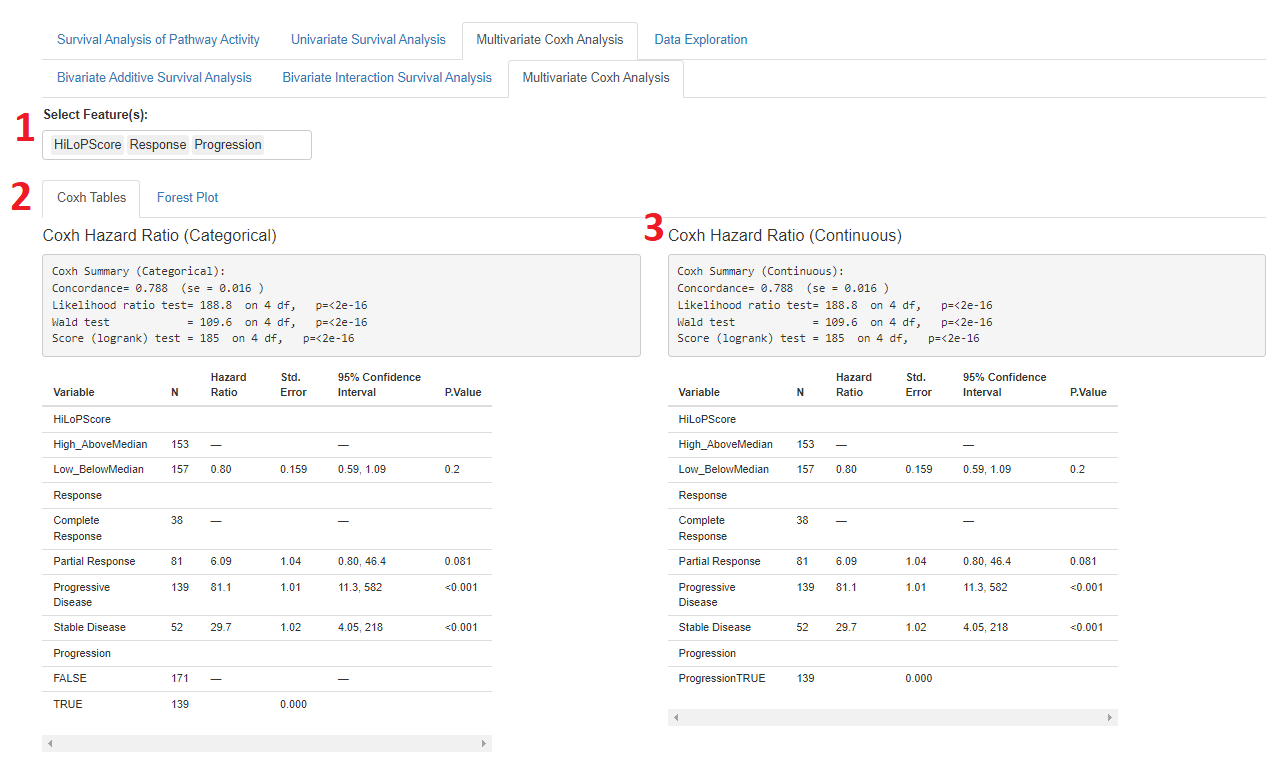 Survival Analysis of Pathway Activity Univariate Survival Analysis Multivariate Coxh Analysis Data Exploration
Bivariate Additive Survival Analysis Bivariate Interaction Survival Analysis Multivariate Coxh Analysis
Select Feature(s):
1
HiLoPScore Response Progression
2
Coxh Tables Forest Plot
Coxh Hazard Ratio (Categorical)
Coxh Summary (Categorical):
Concordance= 0.788 (se = 0.016 )
Likelihood ratio test= 188.8 on 4 df, p=<2e-16
Wald test = 109.6 on 4 df, p=<2e-16
Score (logrank) test = 185 on 4 df, p=<2e-16
Variable N Hazard Ratio Std. Error 95% Confidence Interval P.Value
HiLoPScore
High_AboveMedian 153 — —
Low_BelowMedian 157 0.80 0.159 0.59, 1.09 0.2
Response
Complete Response 38 — —
Partial Response 81 6.09 1.04 0.80, 46.4 0.081
Progressive Disease 139 81.1 1.01 11.3, 582 <0.001
Stable Disease 52 29.7 1.02 4.05, 218 <0.001
Progression
FALSE 171 — —
TRUE 139 0.000
3
Coxh Hazard Ratio (Continuous)
Coxh Summary (Continuous):
Concordance= 0.788 (se = 0.016 )
Likelihood ratio test= 188.8 on 4 df, p=<2e-16
Wald test = 109.6 on 4 df, p=<2e-16
Score (logrank) test = 185 on 4 df, p=<2e-16
Variable N Hazard Ratio Std. Error 95% Confidence Interval P.Value
HiLoPScore
High_AboveMedian 153 — —
Low_BelowMedian 157 0.80 0.159 0.59, 1.09 0.2
Response
Complete Response 38 — —
Partial Response 81 6.09 1.04 0.80, 46.4 0.081
Progressive Disease 139 81.1 1.01 11.3, 582 <0.001
Stable Disease 52 29.7 1.02 4.05, 218 <0.001
Progression
ProgressionTRUE 139 0.000